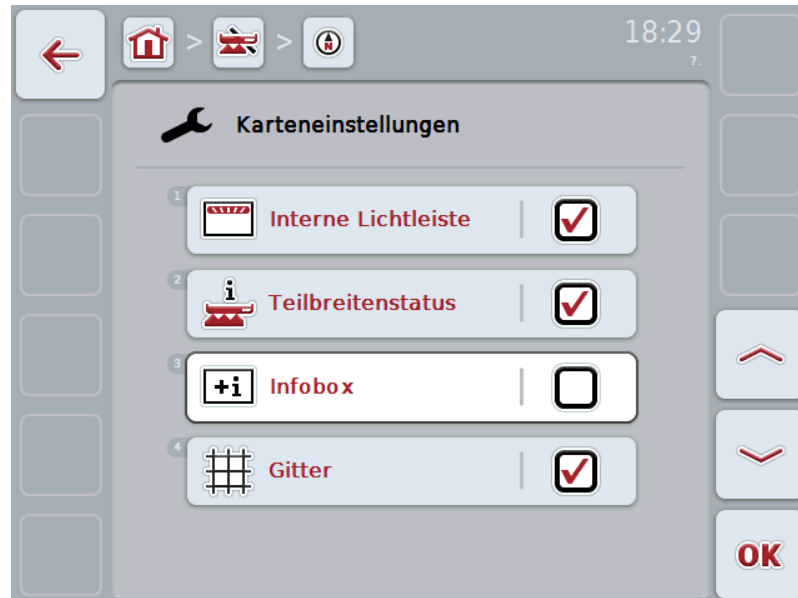 N
18:29
7.
Karteneinstellungen
1
Interne Lichtleiste
2
i
Teilbreitenstatus
3
+i
Infobox
4
Gitter
OK